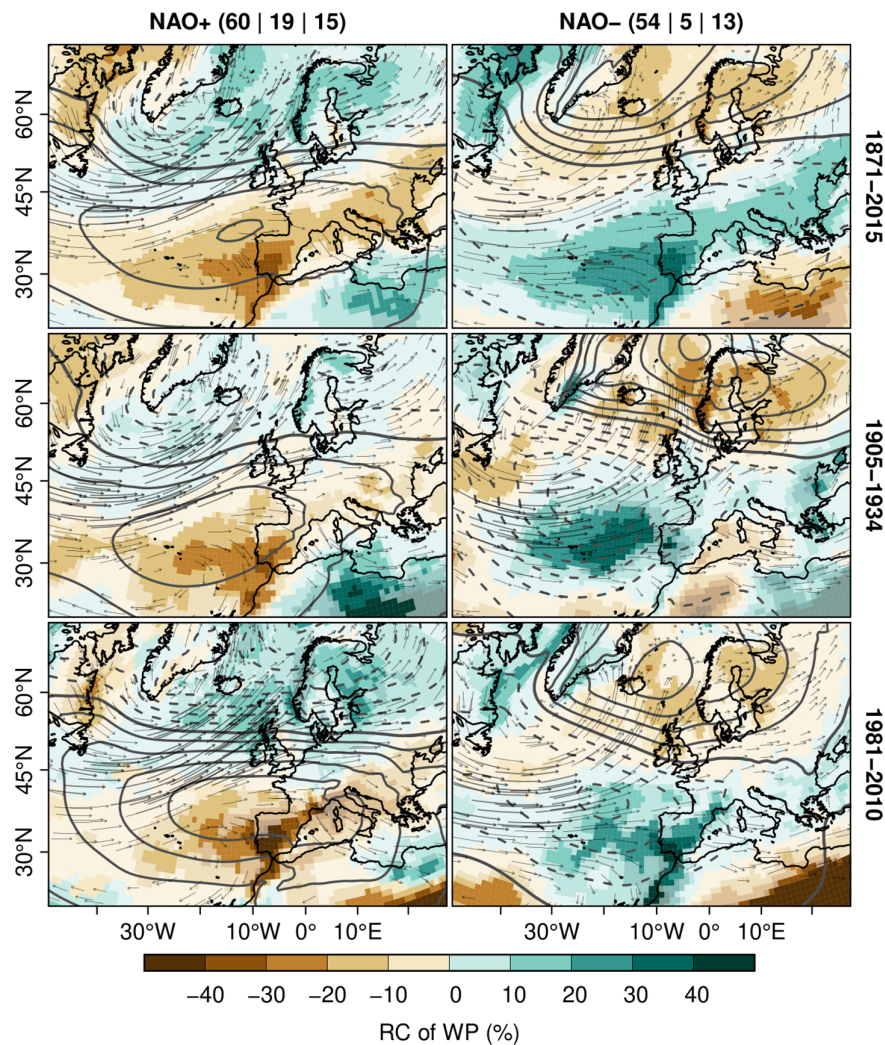 NAO+ (60 | 19 | 15) NAO− (54 | 5 | 13)
60°N
45°N
30°N
1871−2015
60°N
45°N
30°N
1905−1934
60°N
45°N
30°N
1981−2010
30°W 10°W 0° 10°E 30°W 10°W 0° 10°E
−40 −30 −20 −10 0 10 20 30 40
RC of WP (%)